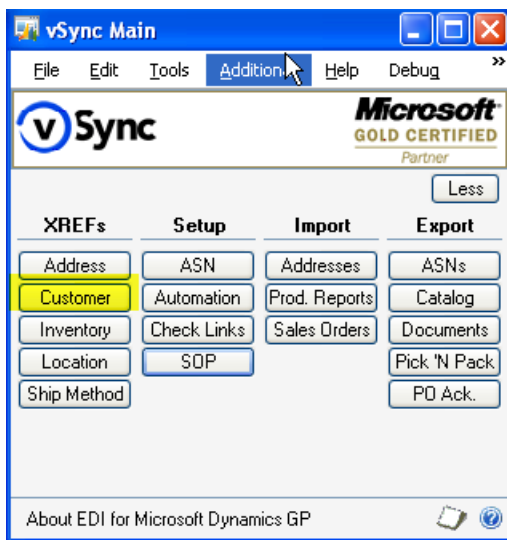 vSync Main
File Edit Tools Addition Help Debug »
v Sync
Microsoft
GOLD CERTIFIED
Partner
Less
XREFs Setup Import Export
Address ASN Addresses ASNs
Customer Automation Prod. Reports Catalog
Inventory Check Links Sales Orders Documents
Location SOP Pick 'N Pack
Ship Method PO Ack.
About EDI for Microsoft Dynamics GP